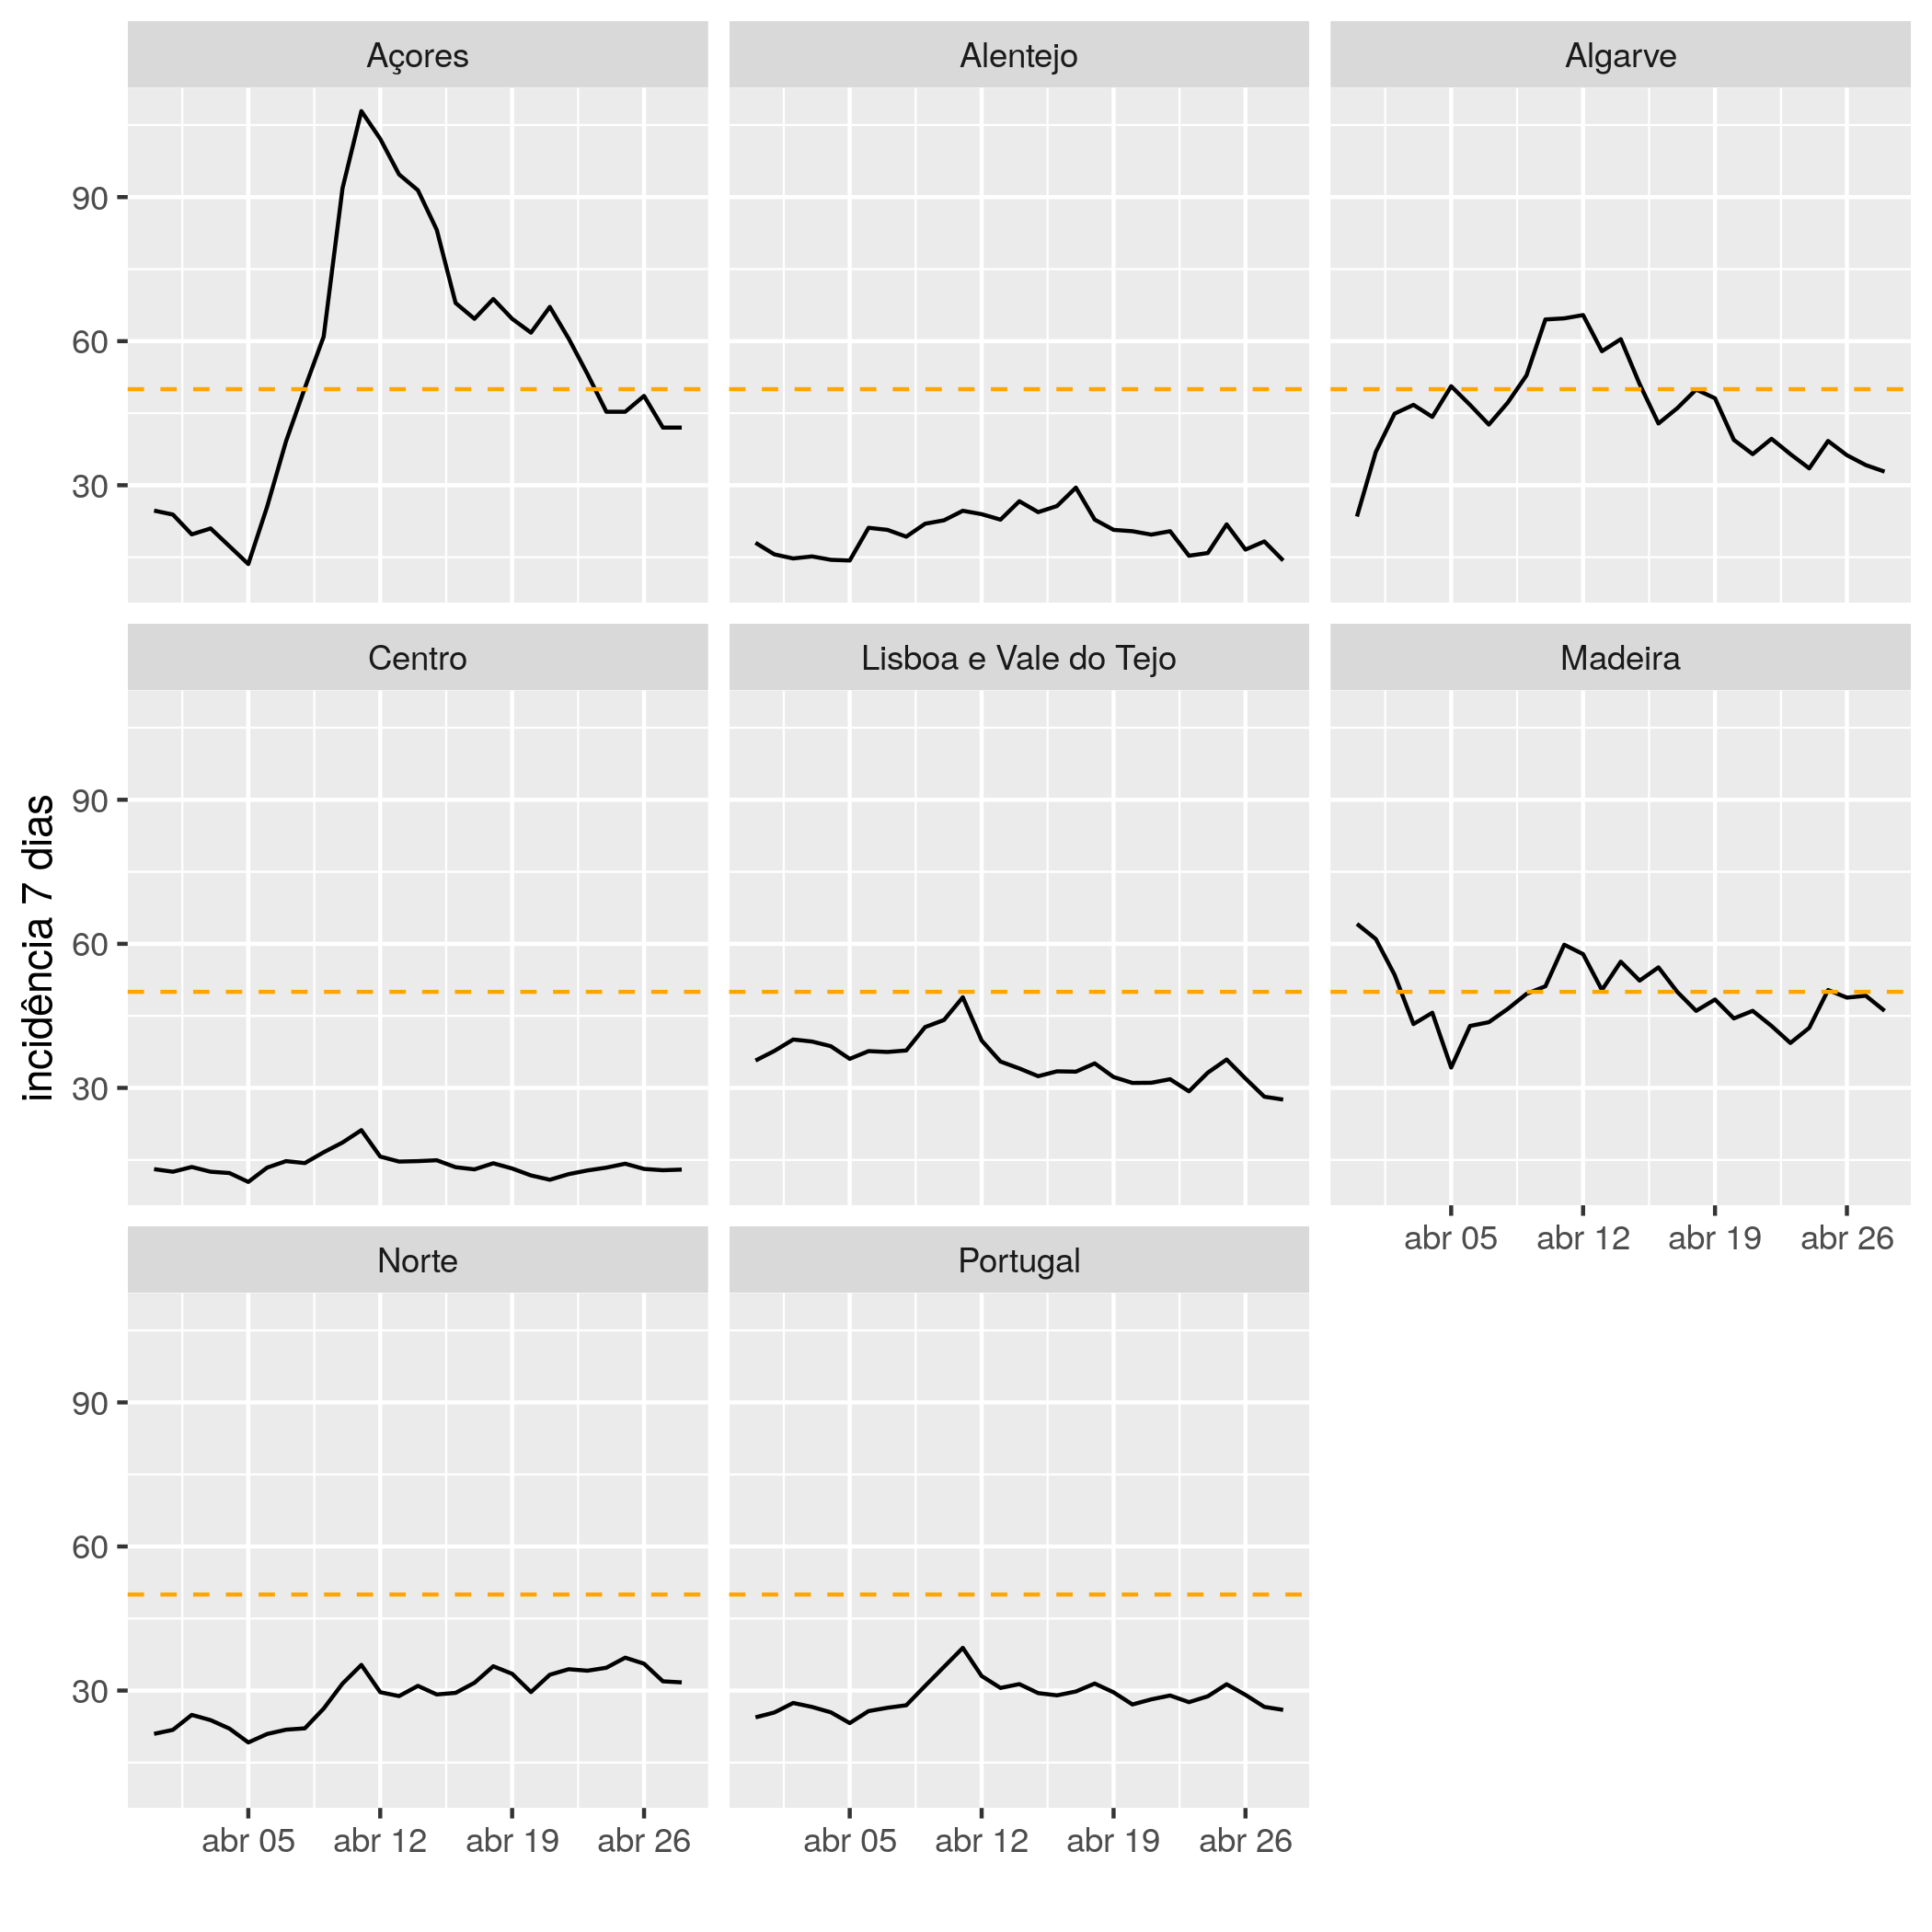 Açores
Alentejo
Algarve
90
60
30
Centro
Lisboa e Vale do Tejo
Madeira
incidência 7 dias
90
60
30
abr 05 abr 12 abr 19 abr 26
Norte
Portugal
90
60
30
abr 05 abr 12 abr 19 abr 26
abr 05 abr 12 abr 19 abr 26